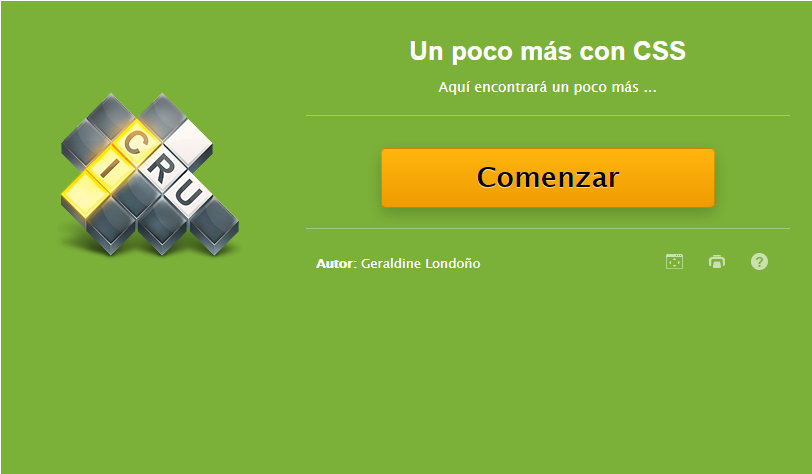 Un poco más con CSS
Aquí encontrará un poco más ...
C
I
R
U
Comenzar
Autor: Geraldine Londoño
?